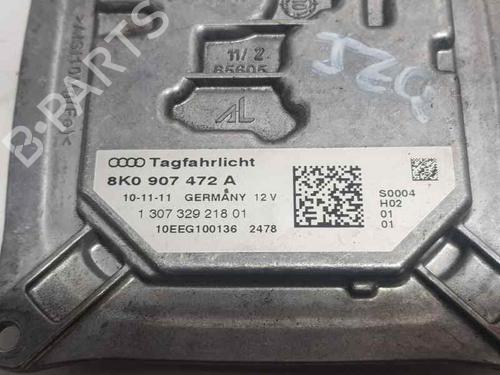 B-PARTS
11/2
65605
AL
Tagfahrlicht
8K0 907 472 A
10-11-11 GERMANY 12 V
1 307 329 218 01
10EEG100136 2478
S0004
H02
01
01